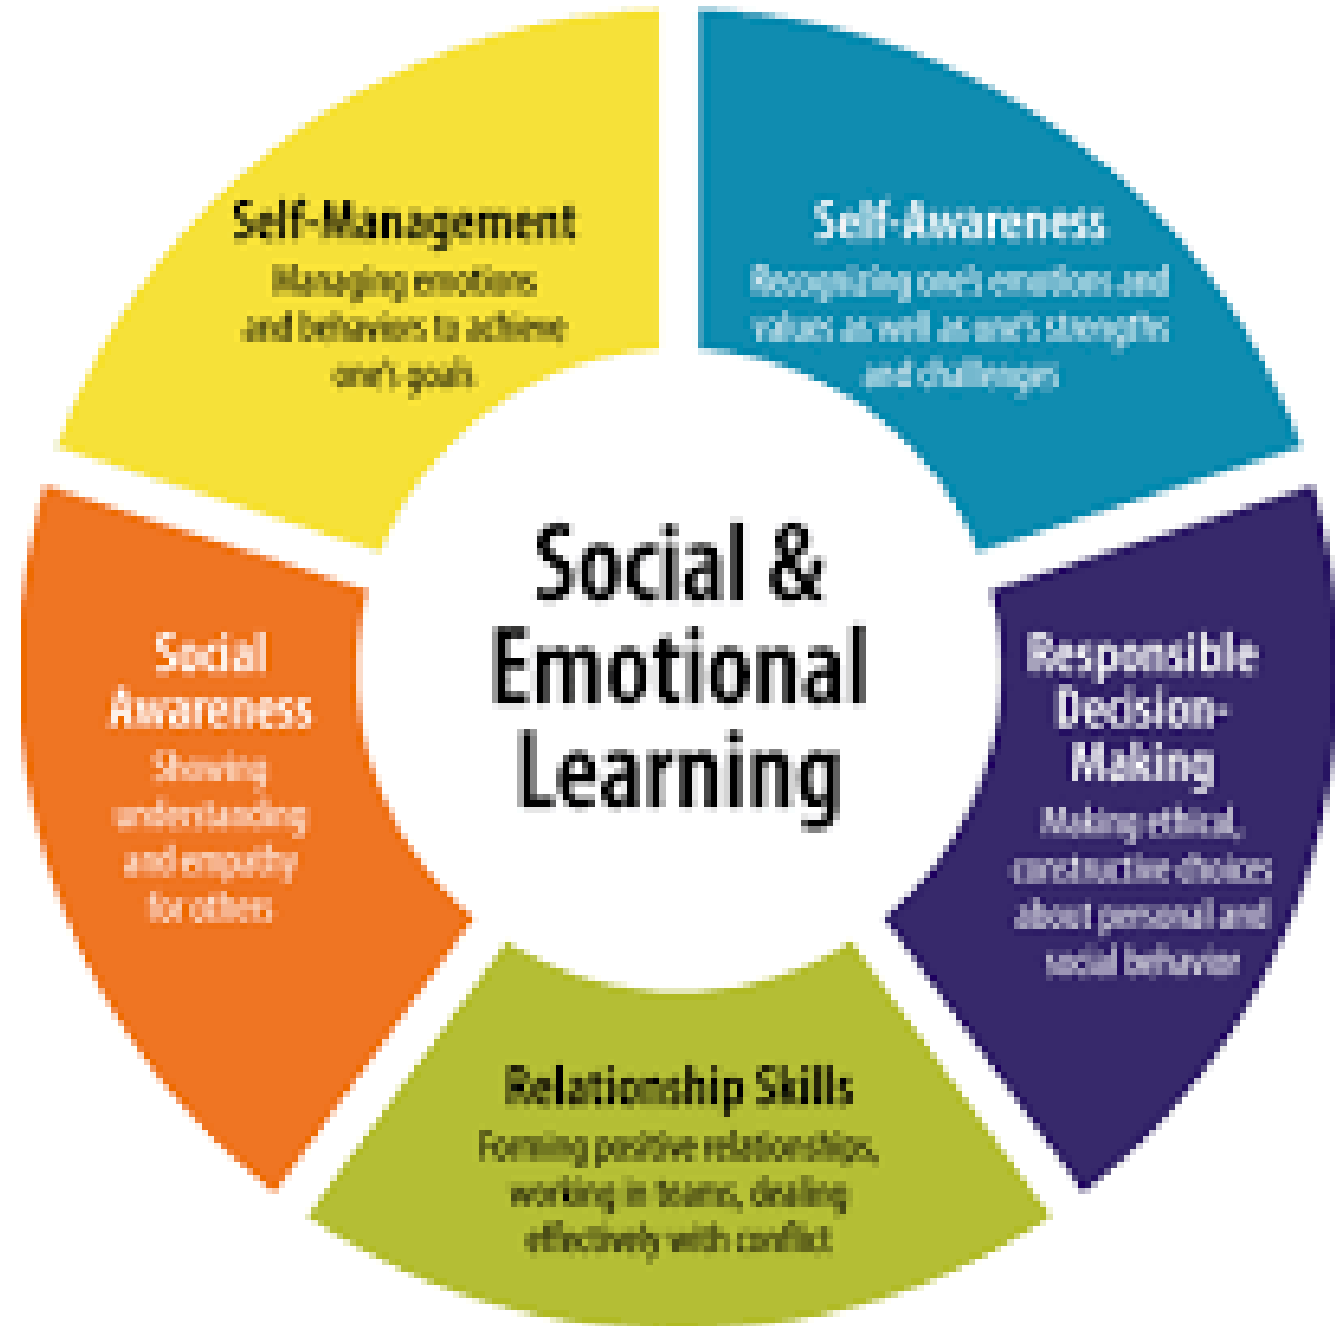 Self-Management
Managing emotions
and behaviors to achieve
one's goals
Self-Awareness
Recognizing one's emotions and
values as well as one's strengths
and challenges
Social &
Emotional
Learning
Social
Awareness
Showing
understanding
and empathy
for others
Responsible
Decision-
Making
Making ethical,
constructive choices
about personal and
social behavior
Relationship Skills
Forming positive relationships,
working in teams, dealing
effectively with conflict